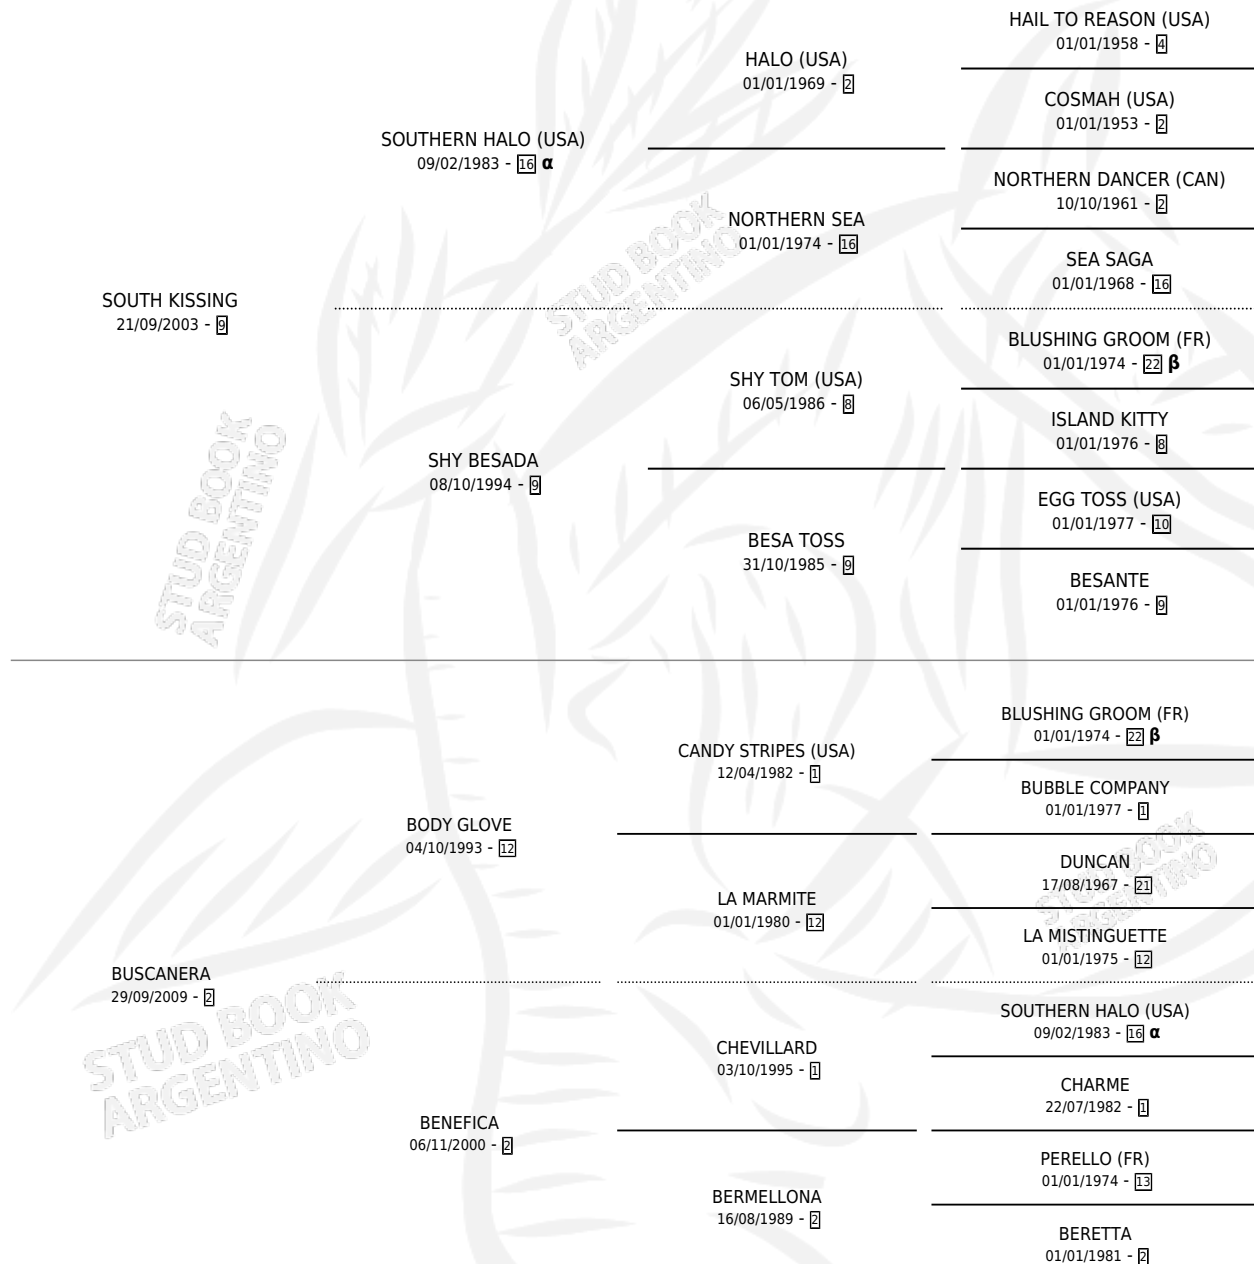 HAIL TO REASON (USA)
01/01/1958 - 4
HALO (USA)
01/01/1969 - 2
COSMAH (USA)
01/01/1953 - 2
SOUTHERN HALO (USA)
09/02/1983 - 16 α
NORTHERN DANCER (CAN)
10/10/1961 - 2
NORTHERN SEA
01/01/1974 - 16
SEA SAGA
01/01/1968 - 16
SOUTH KISSING
21/09/2003 - 9
BLUSHING GROOM (FR)
01/01/1974 - 22 β
SHY TOM (USA)
06/05/1986 - 8
ISLAND KITTY
01/01/1976 - 8
SHY BESADA
08/10/1994 - 9
EGG TOSS (USA)
01/01/1977 - 10
BESA TOSS
31/10/1985 - 9
BESANTE
01/01/1976 - 9
BLUSHING GROOM (FR)
01/01/1974 - 22 β
CANDY STRIPES (USA)
12/04/1982 - 1
BUBBLE COMPANY
01/01/1977 - 1
BODY GLOVE
04/10/1993 - 12
DUNCAN
17/08/1967 - 21
LA MARMITE
01/01/1980 - 12
LA MISTINGUETTE
01/01/1975 - 12
BUSCANERA
29/09/2009 - 2
SOUTHERN HALO (USA)
09/02/1983 - 16 α
CHEVILLARD
03/10/1995 - 1
CHARME
22/07/1982 - 1
BENEFICA
06/11/2000 - 2
PERELLO (FR)
01/01/1974 - 13
BERMELLONA
16/08/1989 - 2
BERETTA
01/01/1981 - 2
STUD BOOK
ARGENTINO
STUD BOOK
ARGENTINO
STUD BOOK
ARGENTINO
STUD BOOK
ARGENTINO